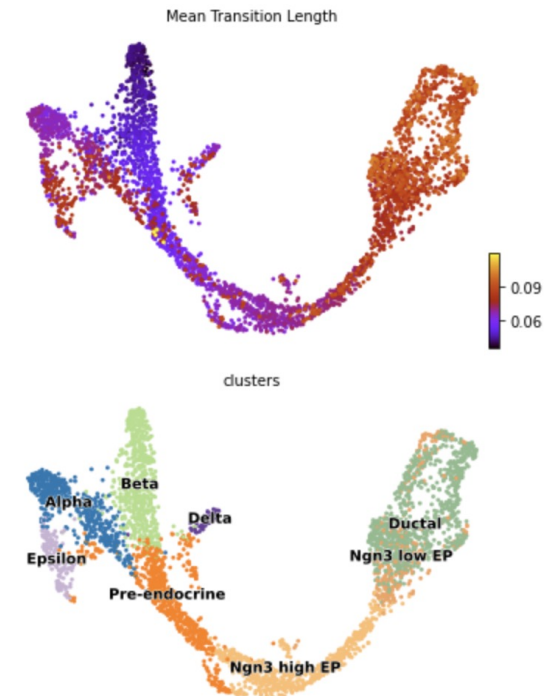 Mean Transition Length
0.09
0.06
clusters
Beta
Alpha
Delta
Ductal
Epsilon
Ngn3 low EP
Pre-endocrine
Ngn3 high EP